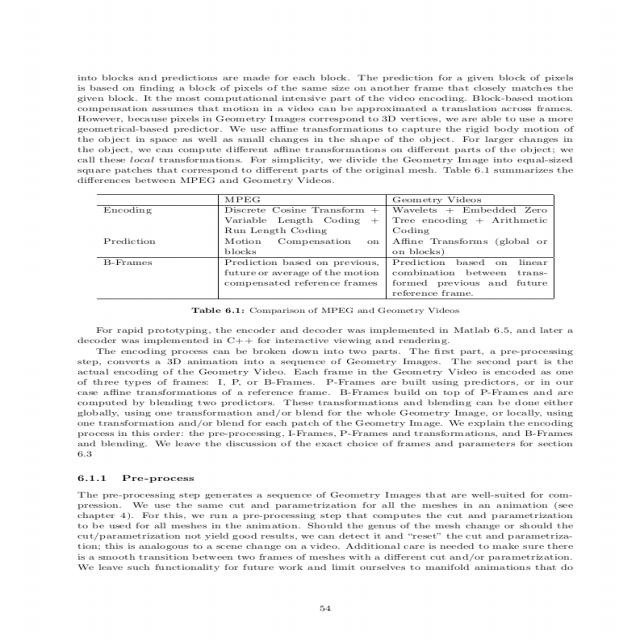 into blocks and predictions are made for each block. The prediction for a given block of pixels
is based on finding a block of pixels of the same size on another frame that closely matches the
given block. It the most computational intensive part of the video encoding. Block-based motion
compensation assumes that motion in a video can be approximated a translation across frames.
However, because pixels in Geometry Images correspond to 3D vertices, we are able to use a more
geometrical-based predictor. We use affine transformations to capture the rigid body motion of
the object in space as well as small changes in the shape of the object. For larger changes in
the object, we can compute different affine transformations on different parts of the object; we
call these local transformations. For simplicity, we divide the Geometry Image into equal-sized
square patches that correspond to different parts of the original mesh. Table 6.1 summarizes the
differences between MPEG and Geometry Videos.
MPEG Geometry Videos
Encoding Discrete Cosine Transform + Wavelets + Embedded Zero
Variable Length Coding + Tree encoding + Arithmetic
Run Length Coding Coding
Prediction Motion Compensation on Affine Transforms (global or
blocks on blocks)
B-Frames Prediction based on previous, Prediction based on linear
future or average of the motion combination between trans-
compensated reference frames formed previous and future
reference frame.
Table 6.1: Comparison of MPEG and Geometry Videos
For rapid prototyping, the encoder and decoder was implemented in Matlab 6.5, and later a
decoder was implemented in C++ for interactive viewing and rendering.
The encoding process can be broken down into two parts. The first part, a pre-processing
step, converts a 3D animation into a sequence of Geometry Images. The second part is the
actual encoding of the Geometry Video. Each frame in the Geometry Video is encoded as one
of three types of frames: I, P, or B-Frames. P-Frames are built using predictors, or in our
case affine transformations of a reference frame. B-Frames build on top of P-Frames and are
computed by blending two predictors. These transformations and blending can be done either
globally, using one transformation and/or blend for the whole Geometry Image, or locally, using
one transformation and/or blend for each patch of the Geometry Image. We explain the encoding
process in this order: the pre-processing, I-Frames, P-Frames and transformations, and B-Frames
and blending. We leave the discussion of the exact choice of frames and parameters for section
6.3
6.1.1 Pre-process
The pre-processing step generates a sequence of Geometry Images that are well-suited for com-
pression. We use the same cut and parametrization for all the meshes in an animation (see
chapter 4). For this, we run a pre-processing step that computes the cut and parametrization
to be used for all meshes in the animation. Should the genus of the mesh change or should the
cut/parametrization not yield good results, we can detect it and “reset” the cut and parametriza-
tion; this is analogous to a scene change on a video. Additional care is needed to make sure there
is a smooth transition between two frames of meshes with a different cut and/or parametrization.
We leave such functionality for future work and limit ourselves to manifold animations that do
54